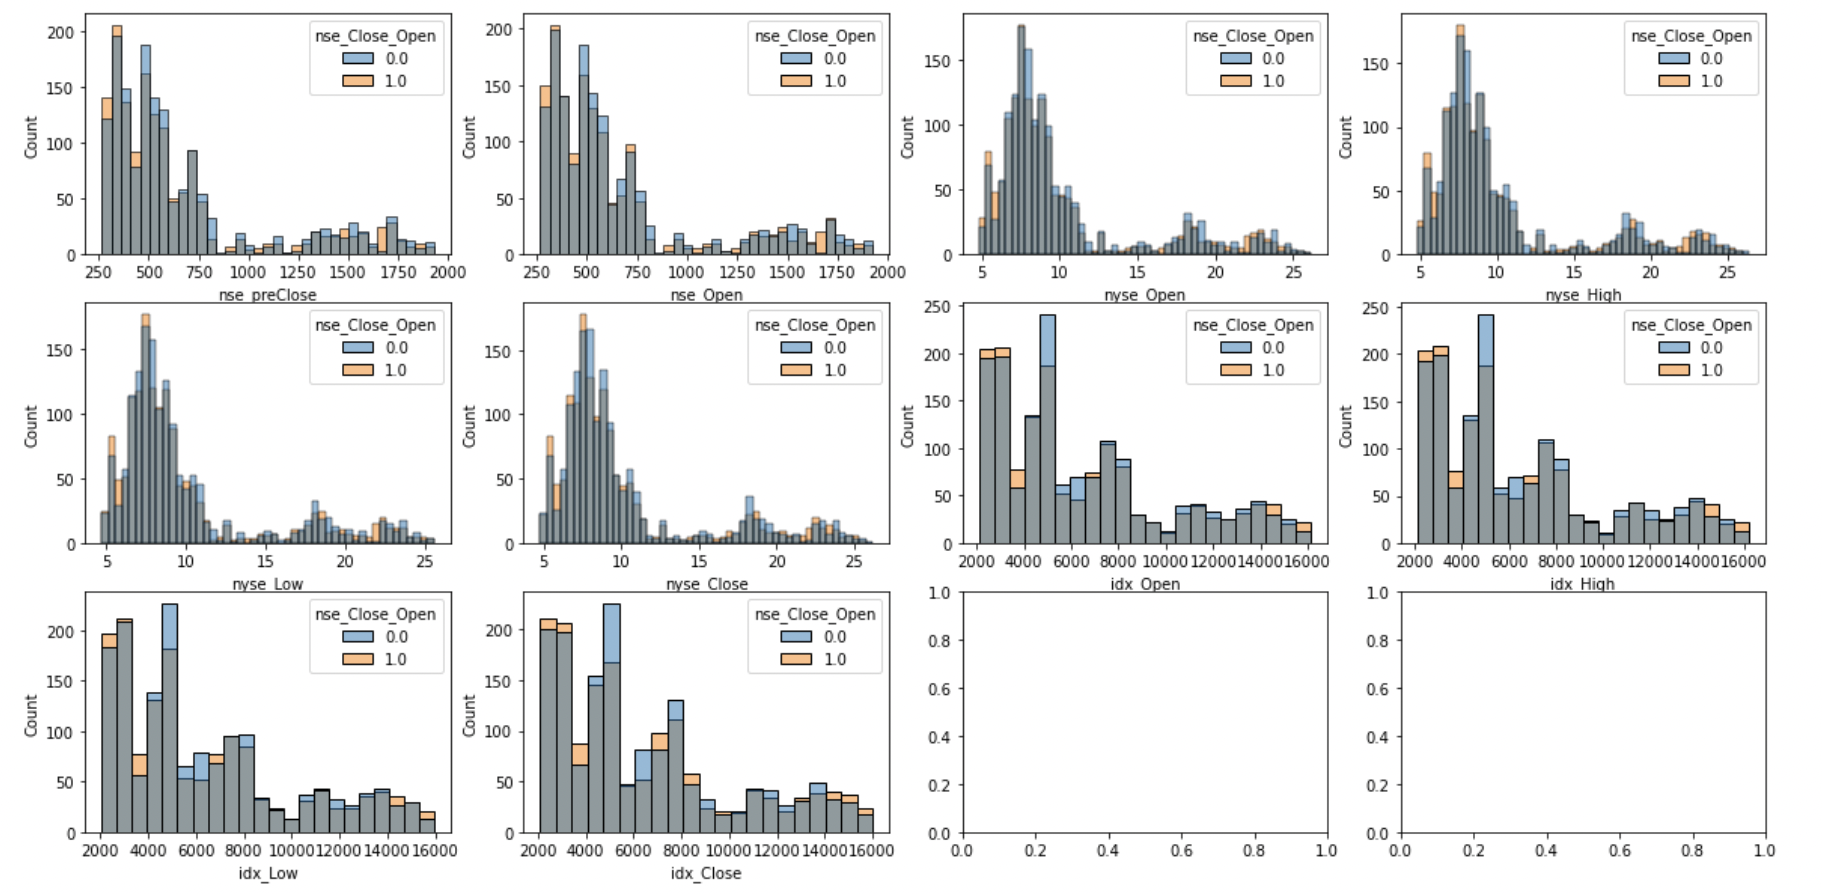 nse_Close_Open
0.0
1.0
Count
200
150
100
50
0
250 500 750 1000 1250 1500 1750 2000
nse_preClose
nse_Close_Open
0.0
1.0
Count
200
150
100
50
0
250 500 750 1000 1250 1500 1750 2000
nse_Open
nse_Close_Open
0.0
1.0
Count
150
100
50
0
5 10 15 20 25
nyse_Open
nse_Close_Open
0.0
1.0
Count
150
100
50
0
5 10 15 20 25
nyse_High
nse_Close_Open
0.0
1.0
Count
150
100
50
0
5 10 15 20 25
nyse_Low
nse_Close_Open
0.0
1.0
Count
150
100
50
0
5 10 15 20 25
nyse_Close
nse_Close_Open
0.0
1.0
Count
250
200
150
100
50
0
2000 4000 6000 8000 10000 12000 14000 16000
idx_Open
nse_Close_Open
0.0
1.0
Count
250
200
150
100
50
0
2000 4000 6000 8000 10000 12000 14000 16000
idx_High
nse_Close_Open
0.0
1.0
Count
200
150
100
50
0
2000 4000 6000 8000 10000 12000 14000 16000
idx_Low
nse_Close_Open
0.0
1.0
Count
200
150
100
50
0
2000 4000 6000 8000 10000 12000 14000 16000
idx_Close
1.0
0.8
0.6
0.4
0.2
0.0
0.0 0.2 0.4 0.6 0.8 1.0
1.0
0.8
0.6
0.4
0.2
0.0
0.0 0.2 0.4 0.6 0.8 1.0